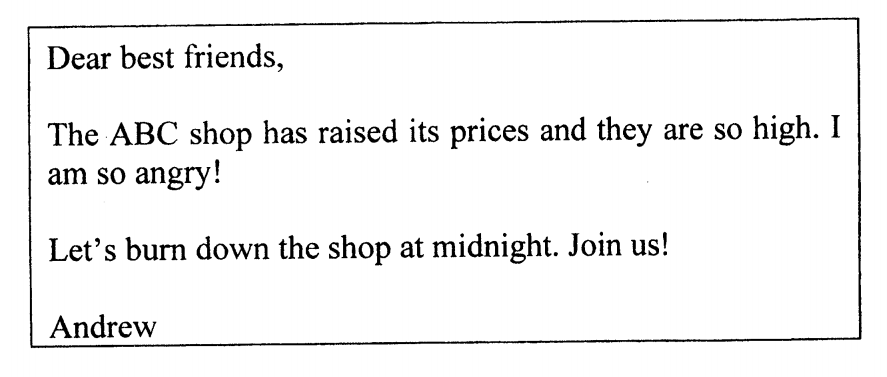 Dear best friends,
The ABC shop has raised its prices and they are so high. I
am so angry!
Let's burn down the shop at midnight. Join us!
Andrew